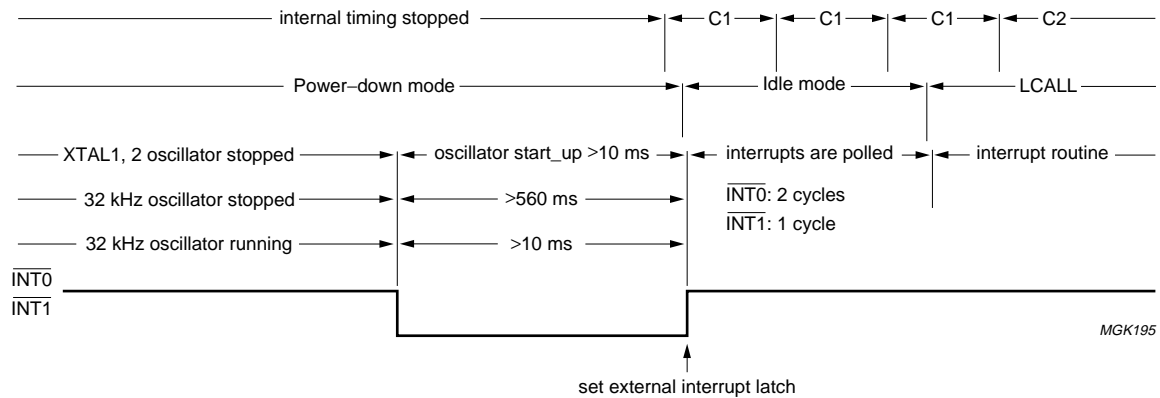 internal timing stopped C1 C1 C1 C2
Power–down mode Idle mode LCALL
XTAL1, 2 oscillator stopped oscillator start_up >10 ms interrupts are polled interrupt routine
32 kHz oscillator stopped >560 ms INT0: 2 cycles
INT1: 1 cycle
32 kHz oscillator running >10 ms
INT0
INT1
MGK195
set external interrupt latch